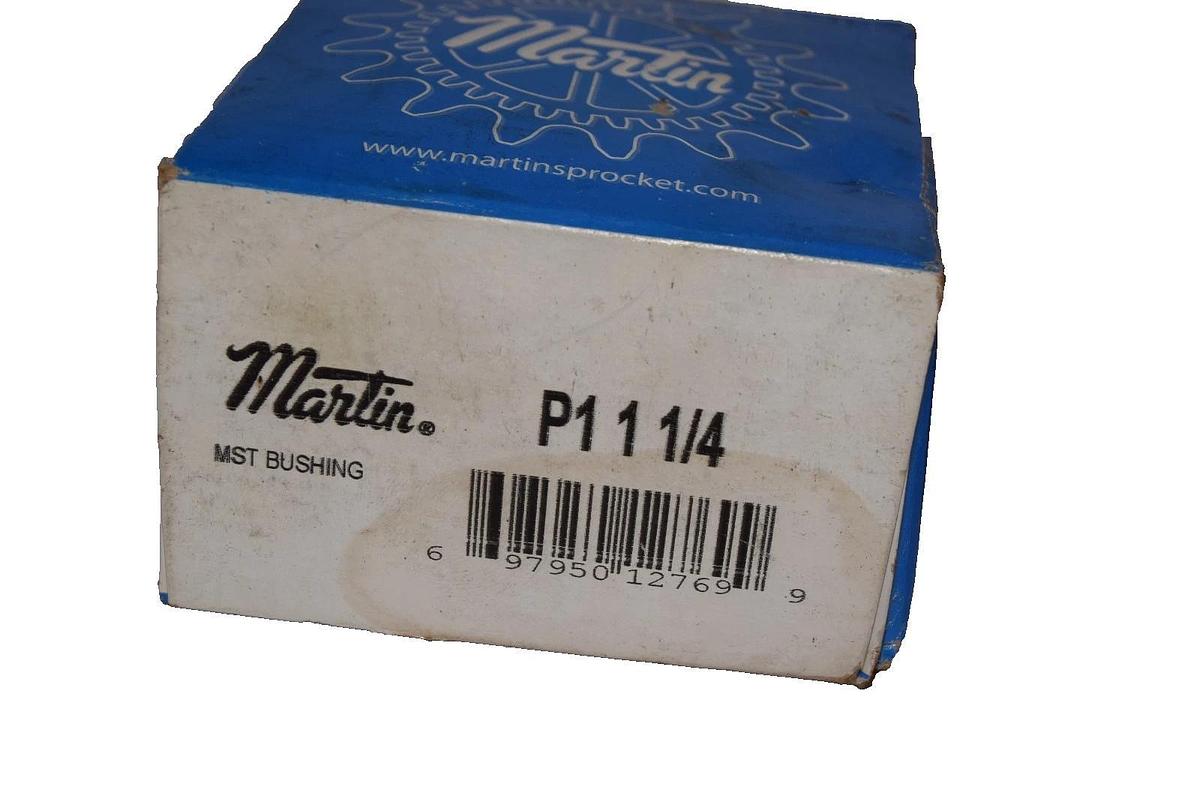 Martin
www.martinsprocket.com
Martin®
P1 1 1/4
MST BUSHING
6 97950 12769 9